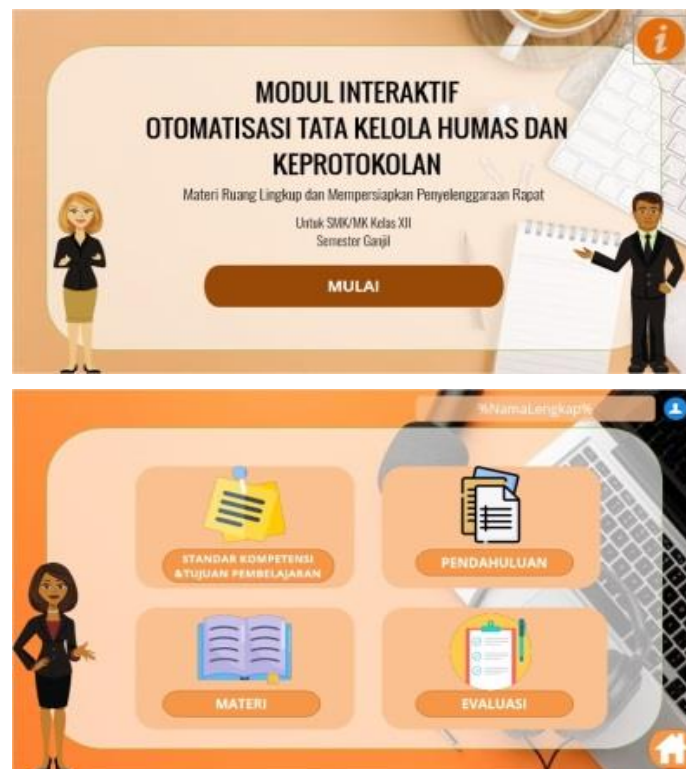 MODUL INTERAKTIF
OTOMATISASI TATA KELOLA HUMAS DAN
KEPROTOKOLAN
Materi Ruang Lingkup dan Mempersiapkan Penyelenggaraan Rapat
Untuk SMK/MK Kelas XII
Semester Ganjil
MULAI
i
%NamaLengkap%
STANDAR KOMPETENSI
&TUJUAN PEMBELAJARAN
PENDAHULUAN
MATERI
EVALUASI